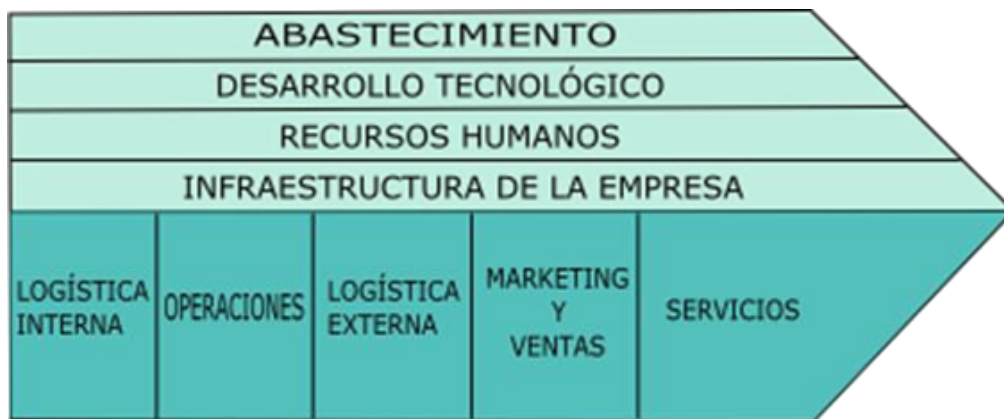 ABASTECIMIENTO
DESARROLLO TECNOLÓGICO
RECURSOS HUMANOS
INFRAESTRUCTURA DE LA EMPRESA
LOGÍSTICA
INTERNA
OPERACIONES
LOGÍSTICA
EXTERNA
MARKETING
Y
VENTAS
SERVICIOS